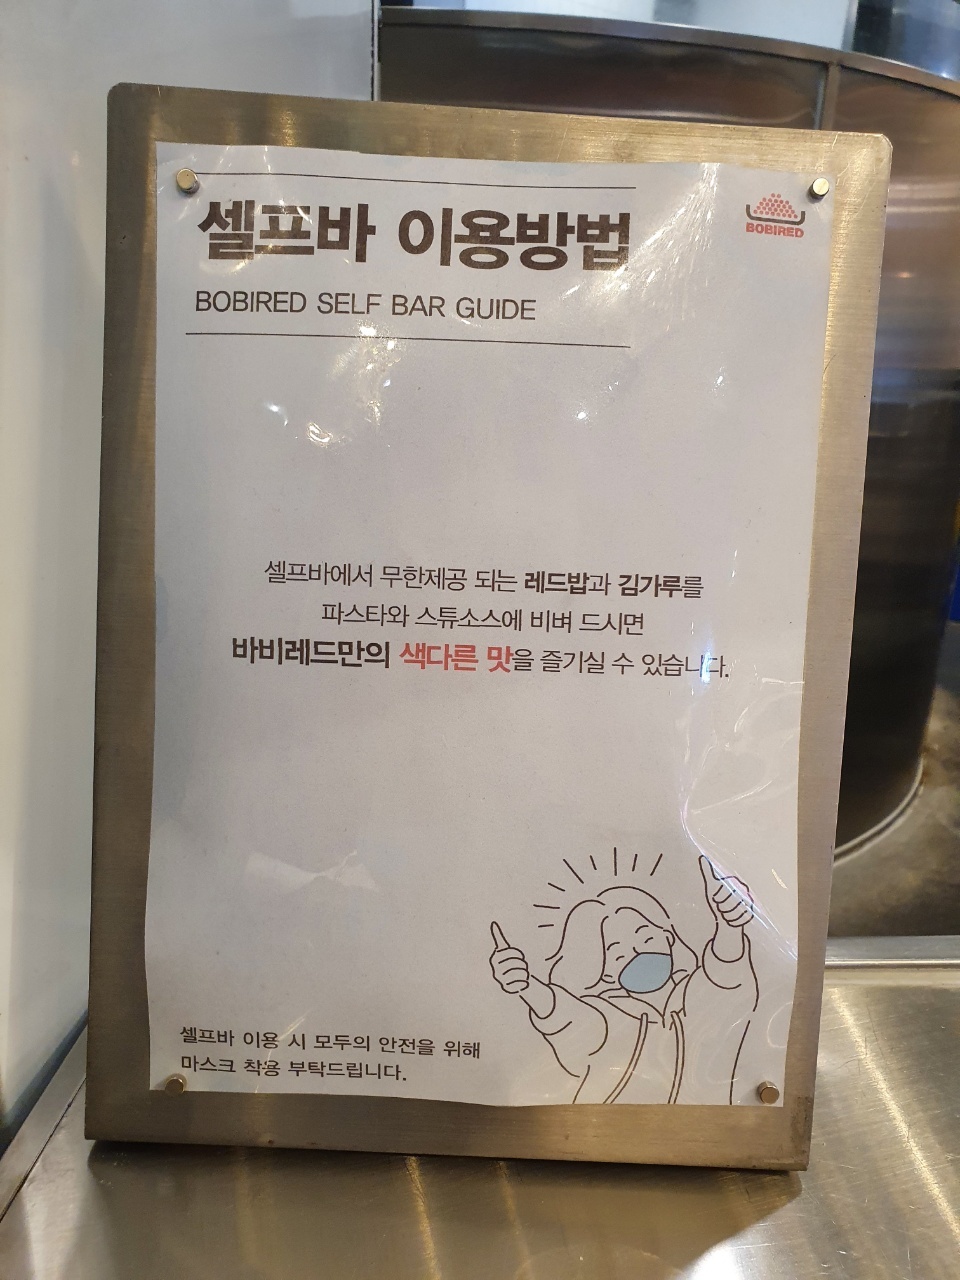 셀프바 이용방법
BOBIRED
BOBIRED SELF BAR GUIDE
셀프바에서 무한제공 되는 레드밥과 김가루를
파스타와 스튜소스에 비벼 드시면
바비레드만의 색다른 맛을 즐기실 수 있습니다.
셀프바 이용 시 모두의 안전을 위해
마스크 착용 부탁드립니다.